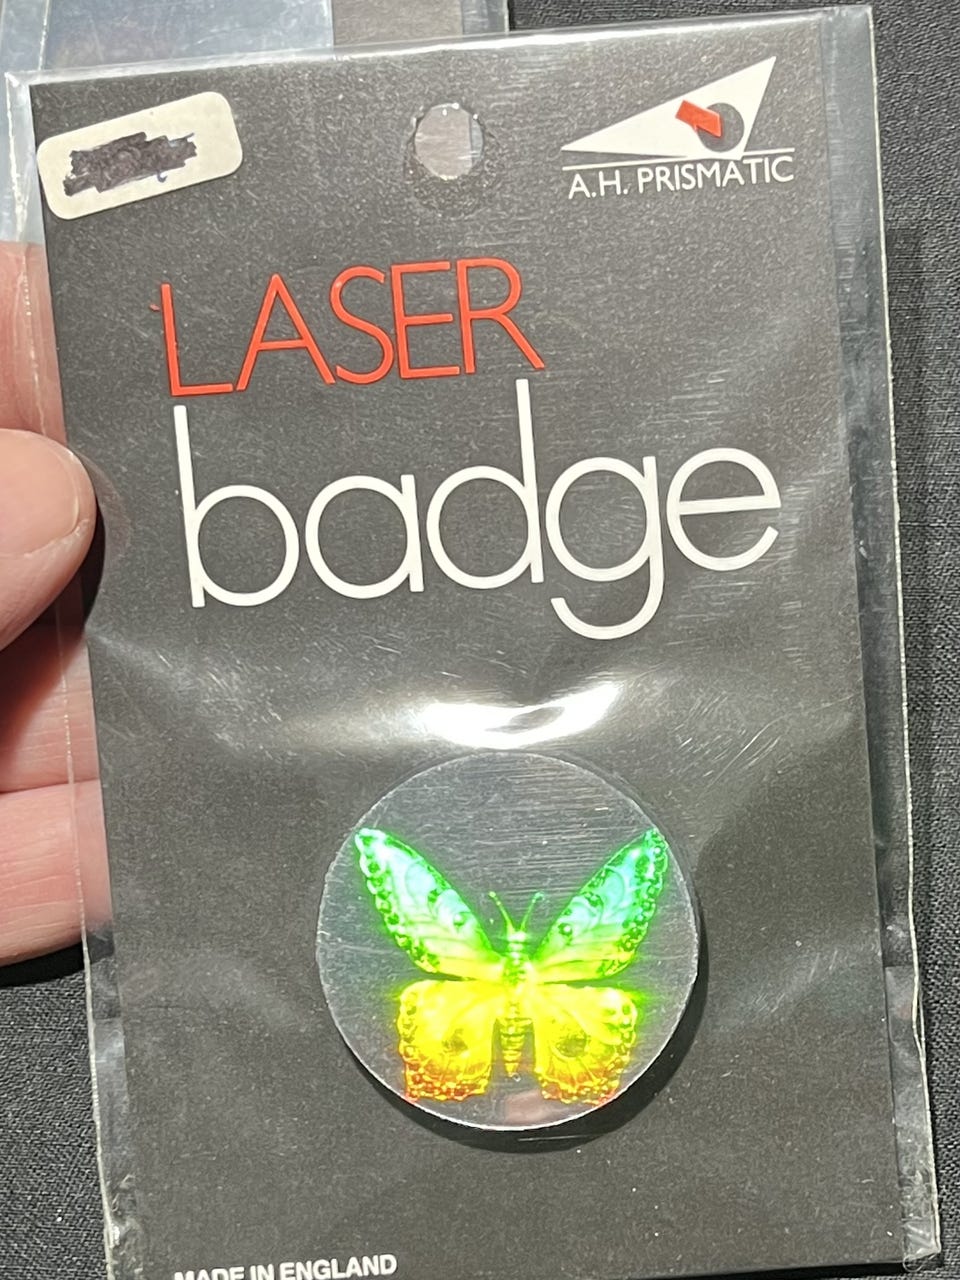 A.H. PRISMATIC
LASER
badge
MADE IN ENGLAND